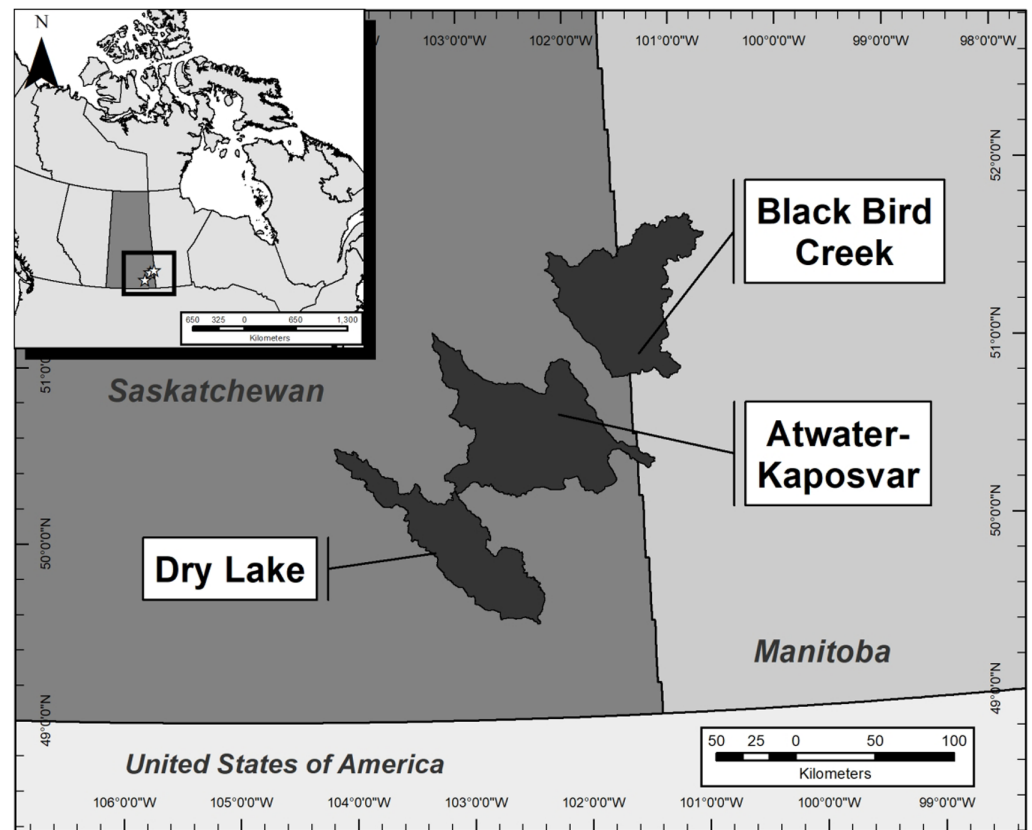 N
650 325 0 650 1,300
Kilometers
103°0'0"W 102°0'0"W 101°0'0"W 100°0'0"W 99°0'0"W 98°0'0"W
52°0'0"N
Black Bird
Creek
51°0'0"N
Saskatchewan
Atwater-
Kaposvar
50°0'0"N
50°0'0"N
Dry Lake
Manitoba
49°0'0"N
49°0'0"N
50 25 0 50 100
Kilometers
United States of America
106°0'0"W 105°0'0"W 104°0'0"W 103°0'0"W 102°0'0"W 101°0'0"W 100°0'0"W 99°0'0"W